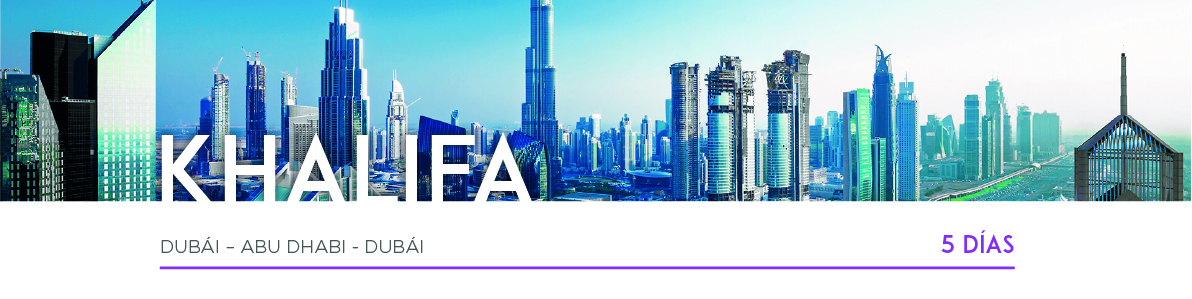 KHALIFA
DUBÁI – ABU DHABI - DUBÁI
5 DÍAS